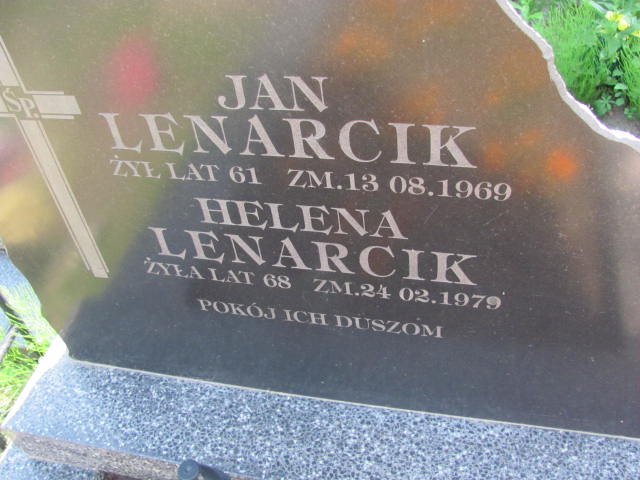 ŚP.
JAN
LENARCIK
ŻYŁ LAT 61 ZM.13 08.1969
HELENA
LENARCIK
ŻYŁA LAT 68 ZM.24 02.1979
POKÓJ ICH DUSZOM